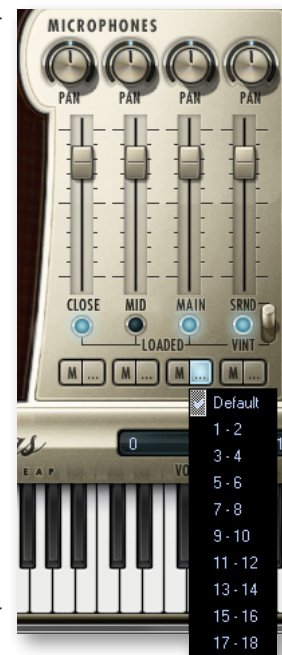 MICROPHONES
PAN PAN PAN PAN
CLOSE MID MAIN SRND
LOADED VINT
M ... M ... M ... M ...
Default
1 - 2
3 - 4
5 - 6
7 - 8
9 - 10
11 - 12
13 - 14
15 - 16
17 - 18
0